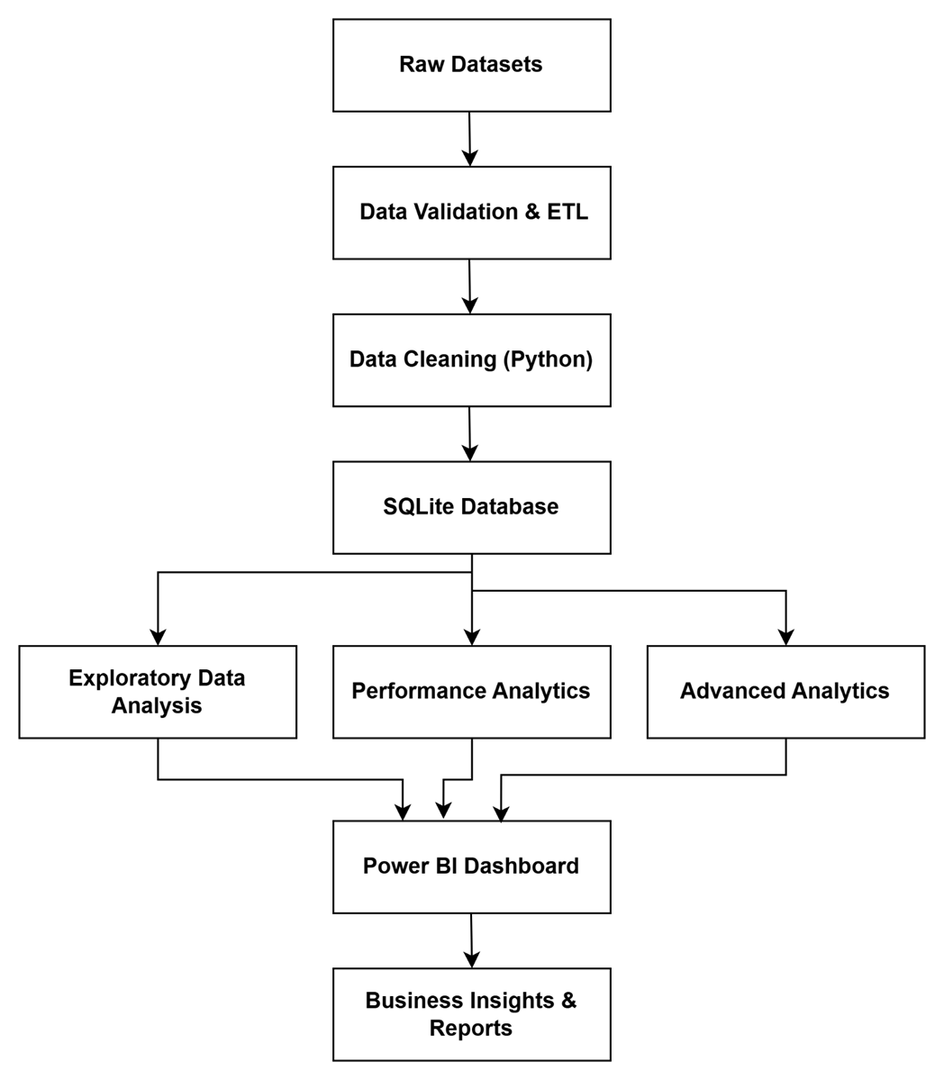 Raw Datasets
Data Validation & ETL
Data Cleaning (Python)
SQLite Database
Exploratory Data
Analysis
Performance Analytics
Advanced Analytics
Power BI Dashboard
Business Insights &
Reports